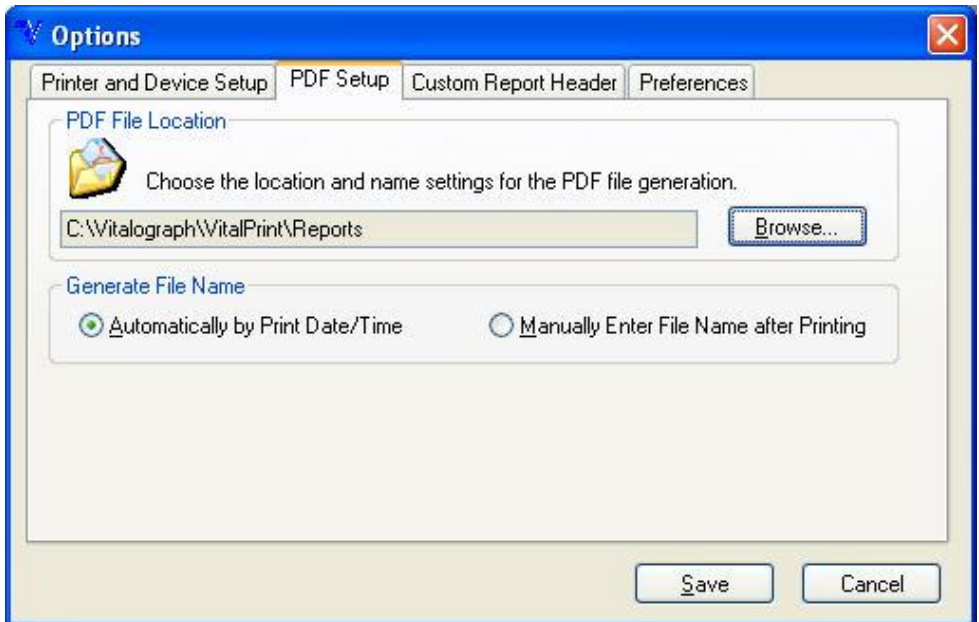 Options
Printer and Device Setup PDF Setup Custom Report Header Preferences
PDF File Location
Choose the location and name settings for the PDF file generation.
C:\Vitalograph\VitalPrint\Reports Browse...
Generate File Name
Automatically by Print Date/Time Manually Enter File Name after Printing
Save Cancel